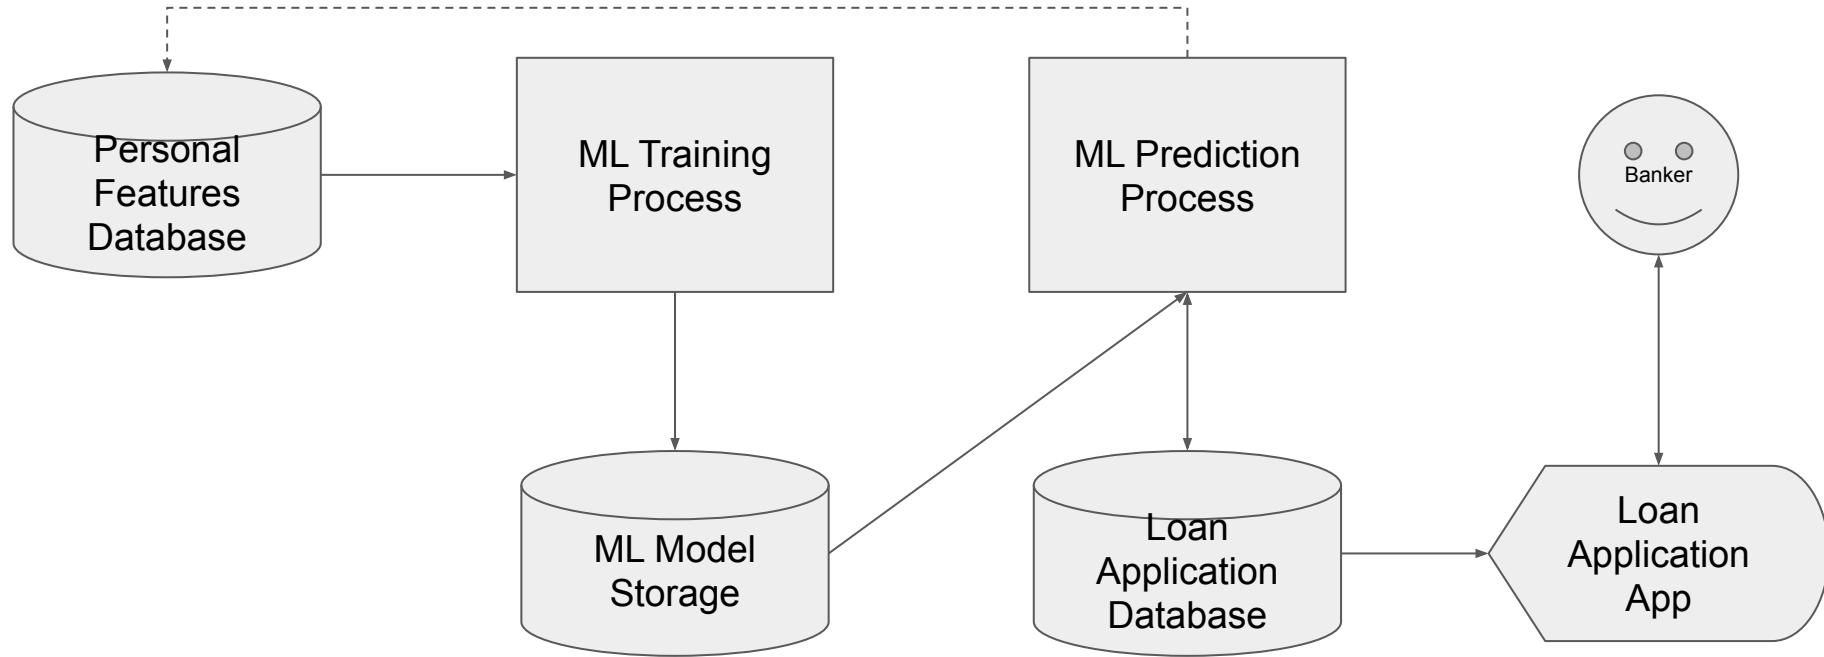 Personal
Features
Database
ML Training
Process
ML Prediction
Process
Banker
ML Model
Storage
Loan
Application
Database
Loan
Application
App